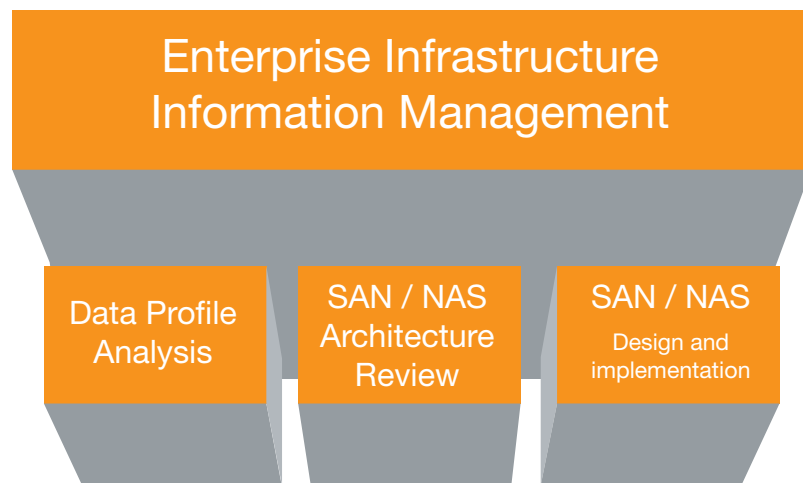 Enterprise Infrastructure
Information Management
Data Profile
Analysis
SAN / NAS
Architecture
Review
SAN / NAS
Design and
implementation